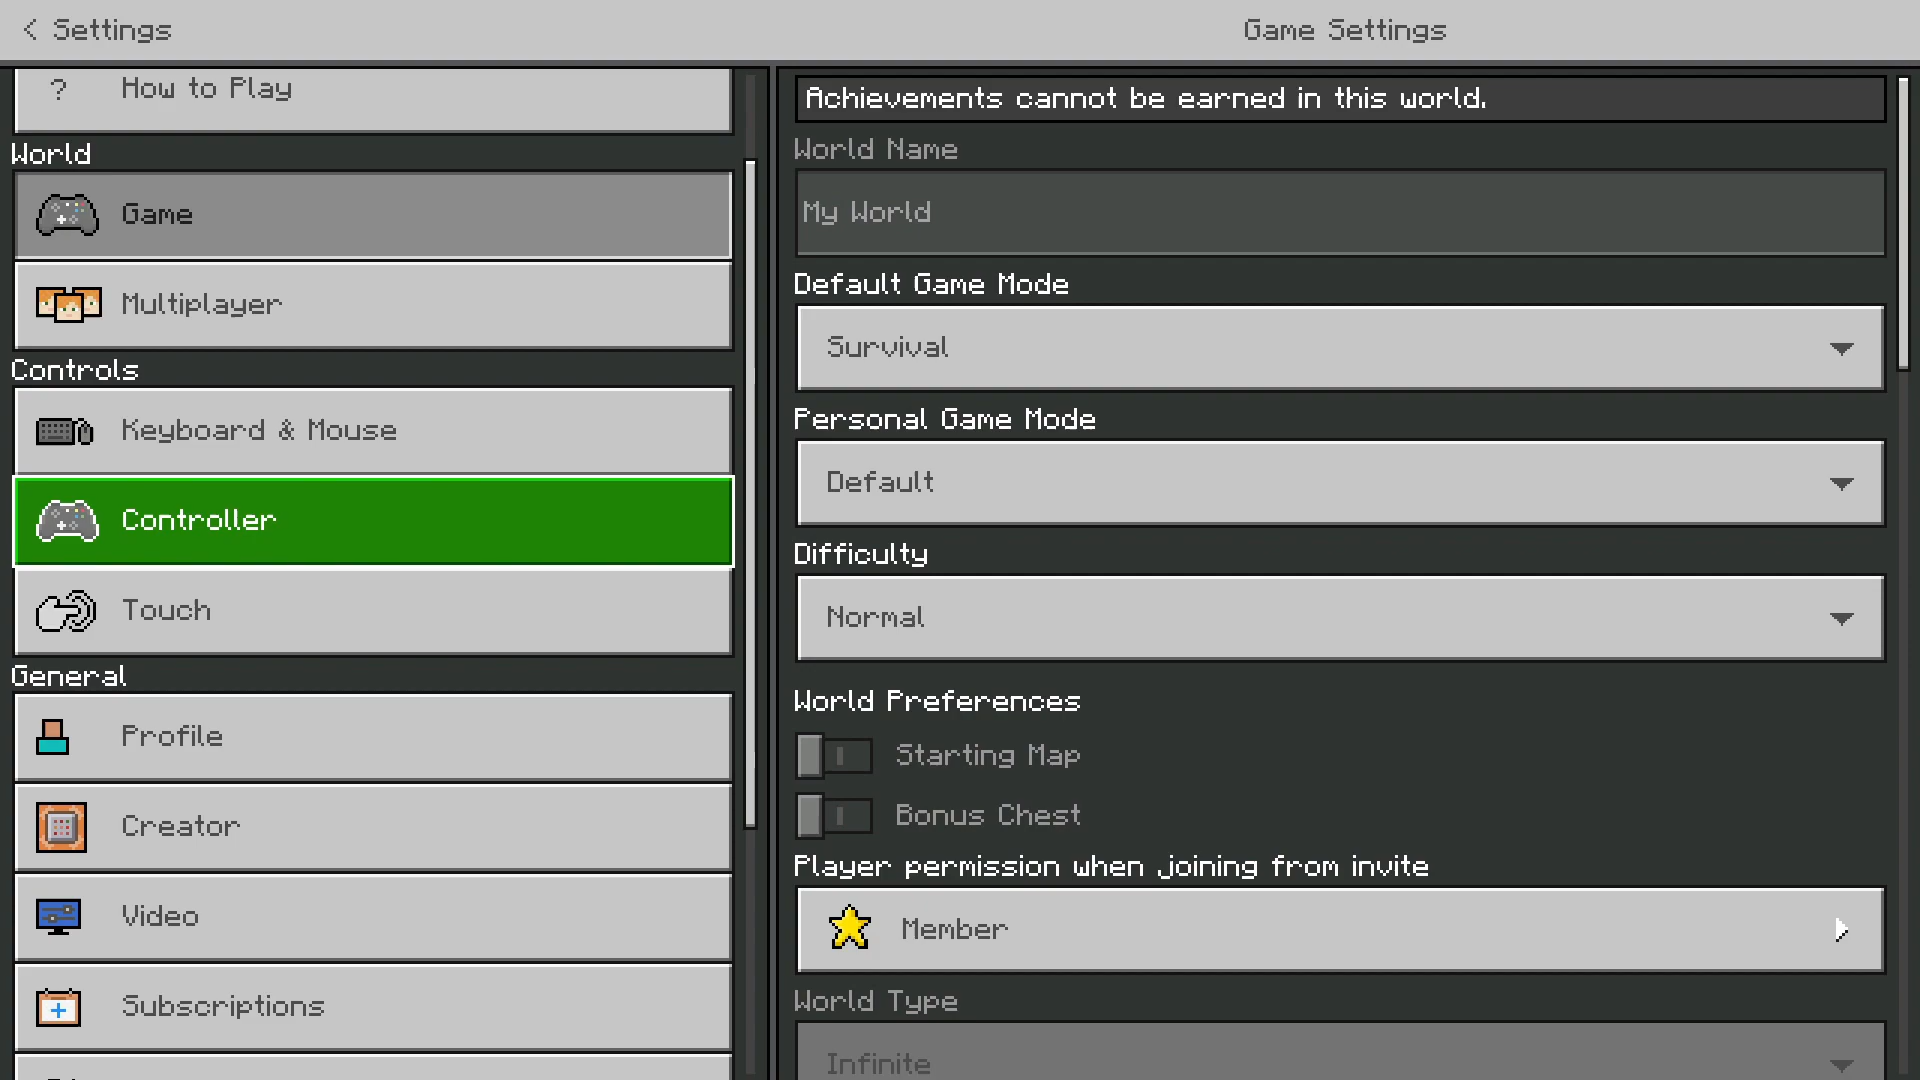 Settings
Game Settings
How to Play
World
Game
Multiplayer
Controls
Keyboard & Mouse
Controller
Touch
General
Profile
Creator
Video
Subscriptions
Achievements cannot be earned in this world.
World Name
My World
Default Game Mode
Survival
Personal Game Mode
Default
Difficulty
Normal
World Preferences
Starting Map
Bonus Chest
Player permission when joining from invite
Member
World Type
Infinite